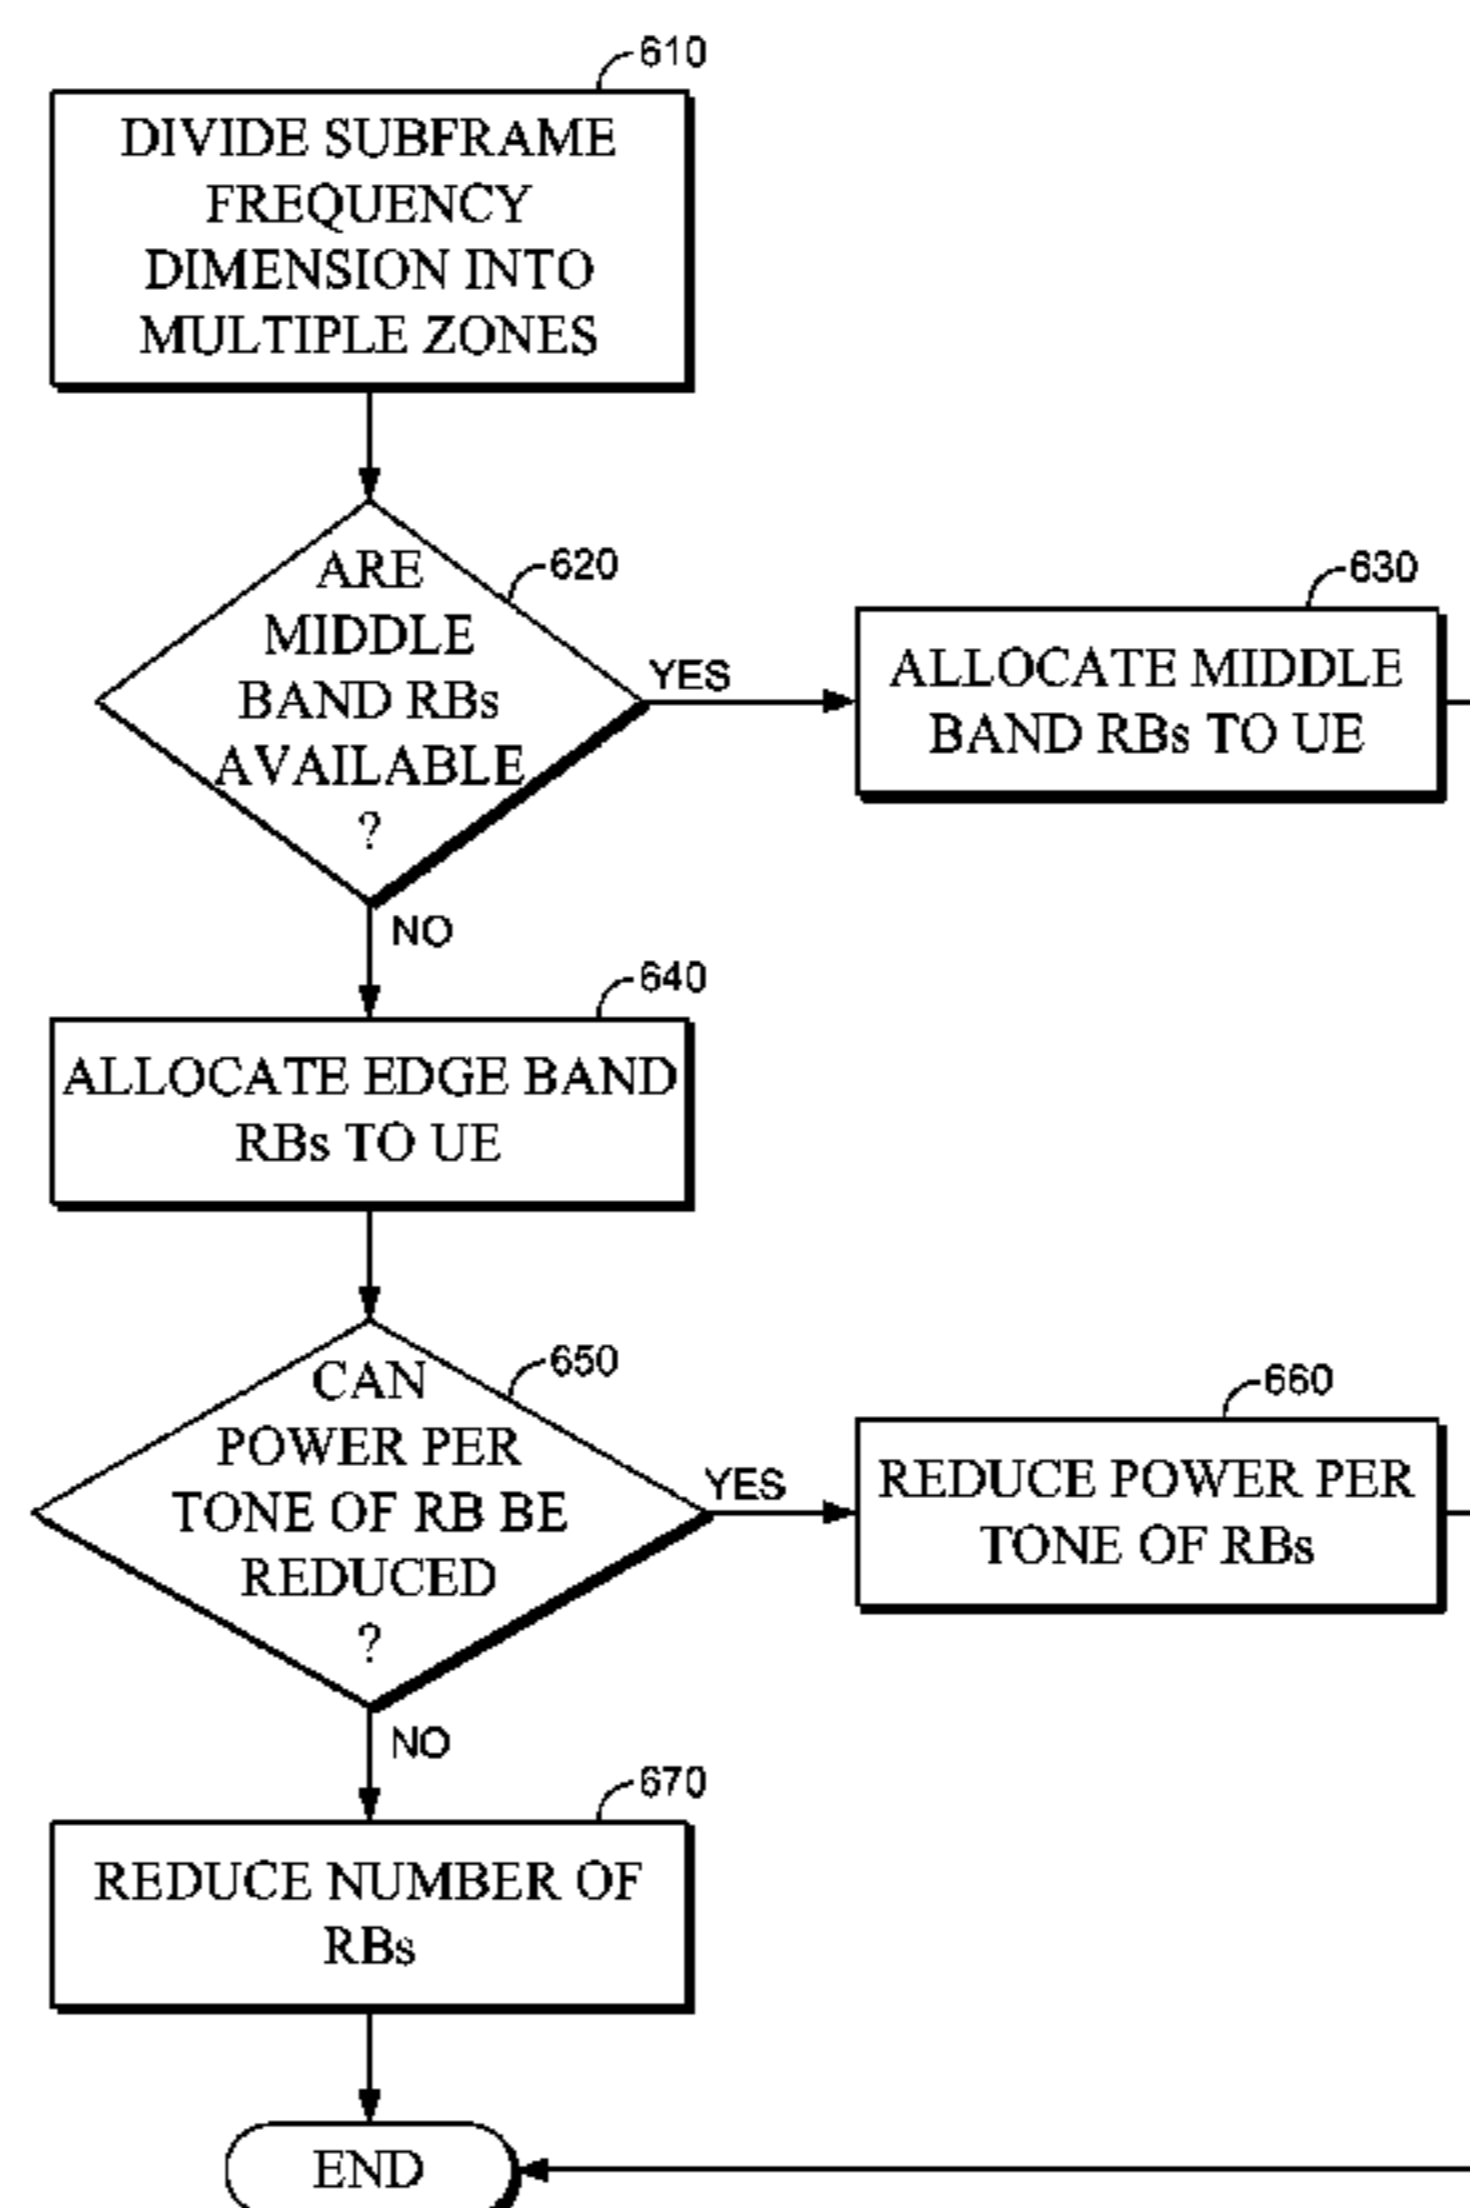 610
DIVIDE SUBFRAME
FREQUENCY
DIMENSION INTO
MULTIPLE ZONES
620
ARE
MIDDLE
BAND RBs
AVAILABLE
?
YES
630
ALLOCATE MIDDLE
BAND RBs TO UE
NO
640
ALLOCATE EDGE BAND
RBs TO UE
650
CAN
POWER PER
TONE OF RB BE
REDUCED
?
YES
660
REDUCE POWER PER
TONE OF RBs
NO
670
REDUCE NUMBER OF
RBs
END